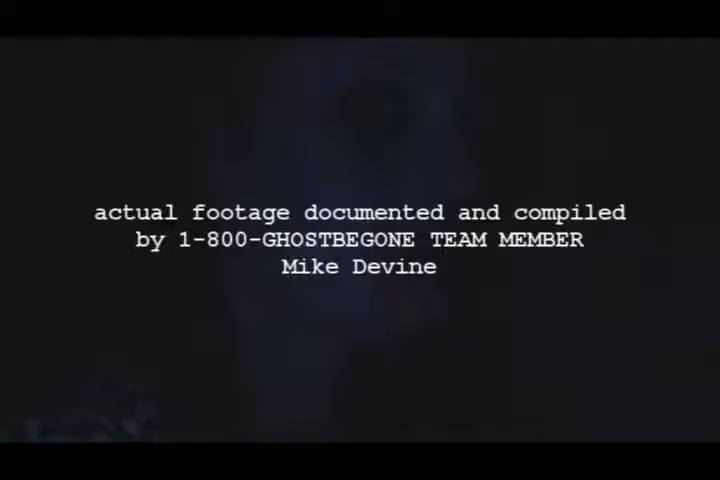 actual footage documented and compiled
by 1-800-GHOSTBEGONE TEAM MEMBER
Mike Devine